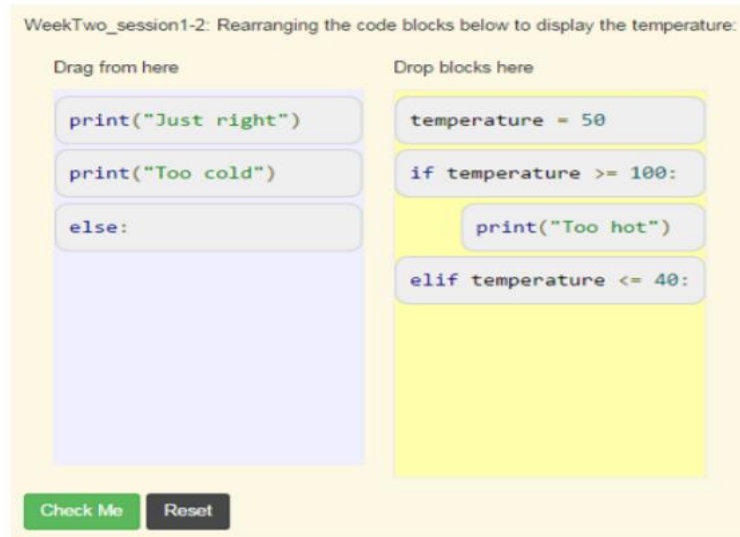 WeekTwo_session1-2: Rearranging the code blocks below to display the temperature:
Drag from here
Drop blocks here
print("Just right")
print("Too cold")
else:
temperature = 50
if temperature >= 100:
print("Too hot")
elif temperature <= 40:
Check Me
Reset